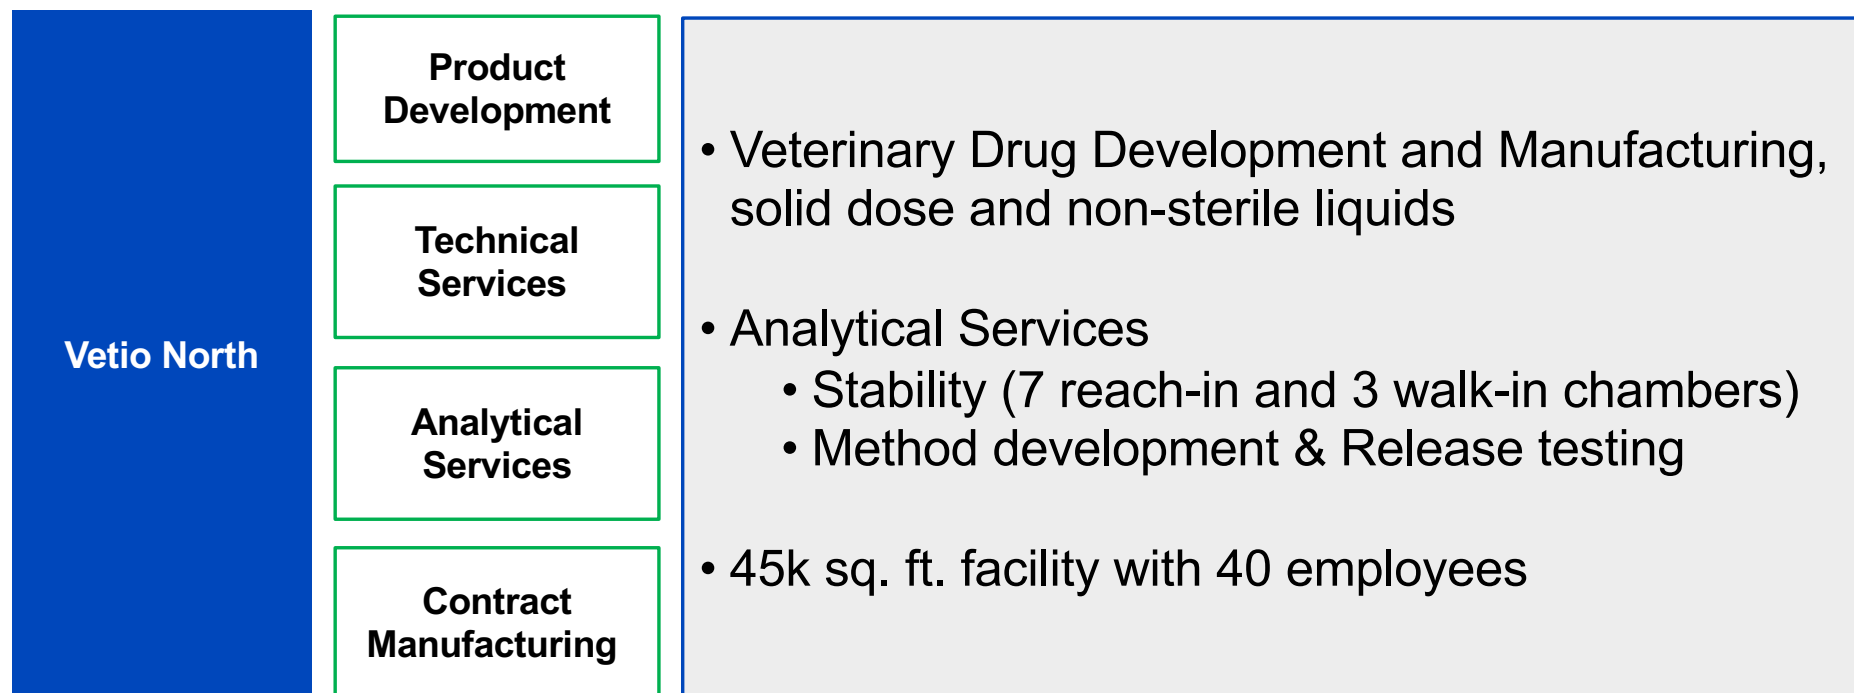 Vetio North
Product
Development
Technical
Services
Analytical
Services
Contract
Manufacturing
• Veterinary Drug Development and Manufacturing,
solid dose and non-sterile liquids
• Analytical Services
• Stability (7 reach-in and 3 walk-in chambers)
• Method development & Release testing
• 45k sq. ft. facility with 40 employees